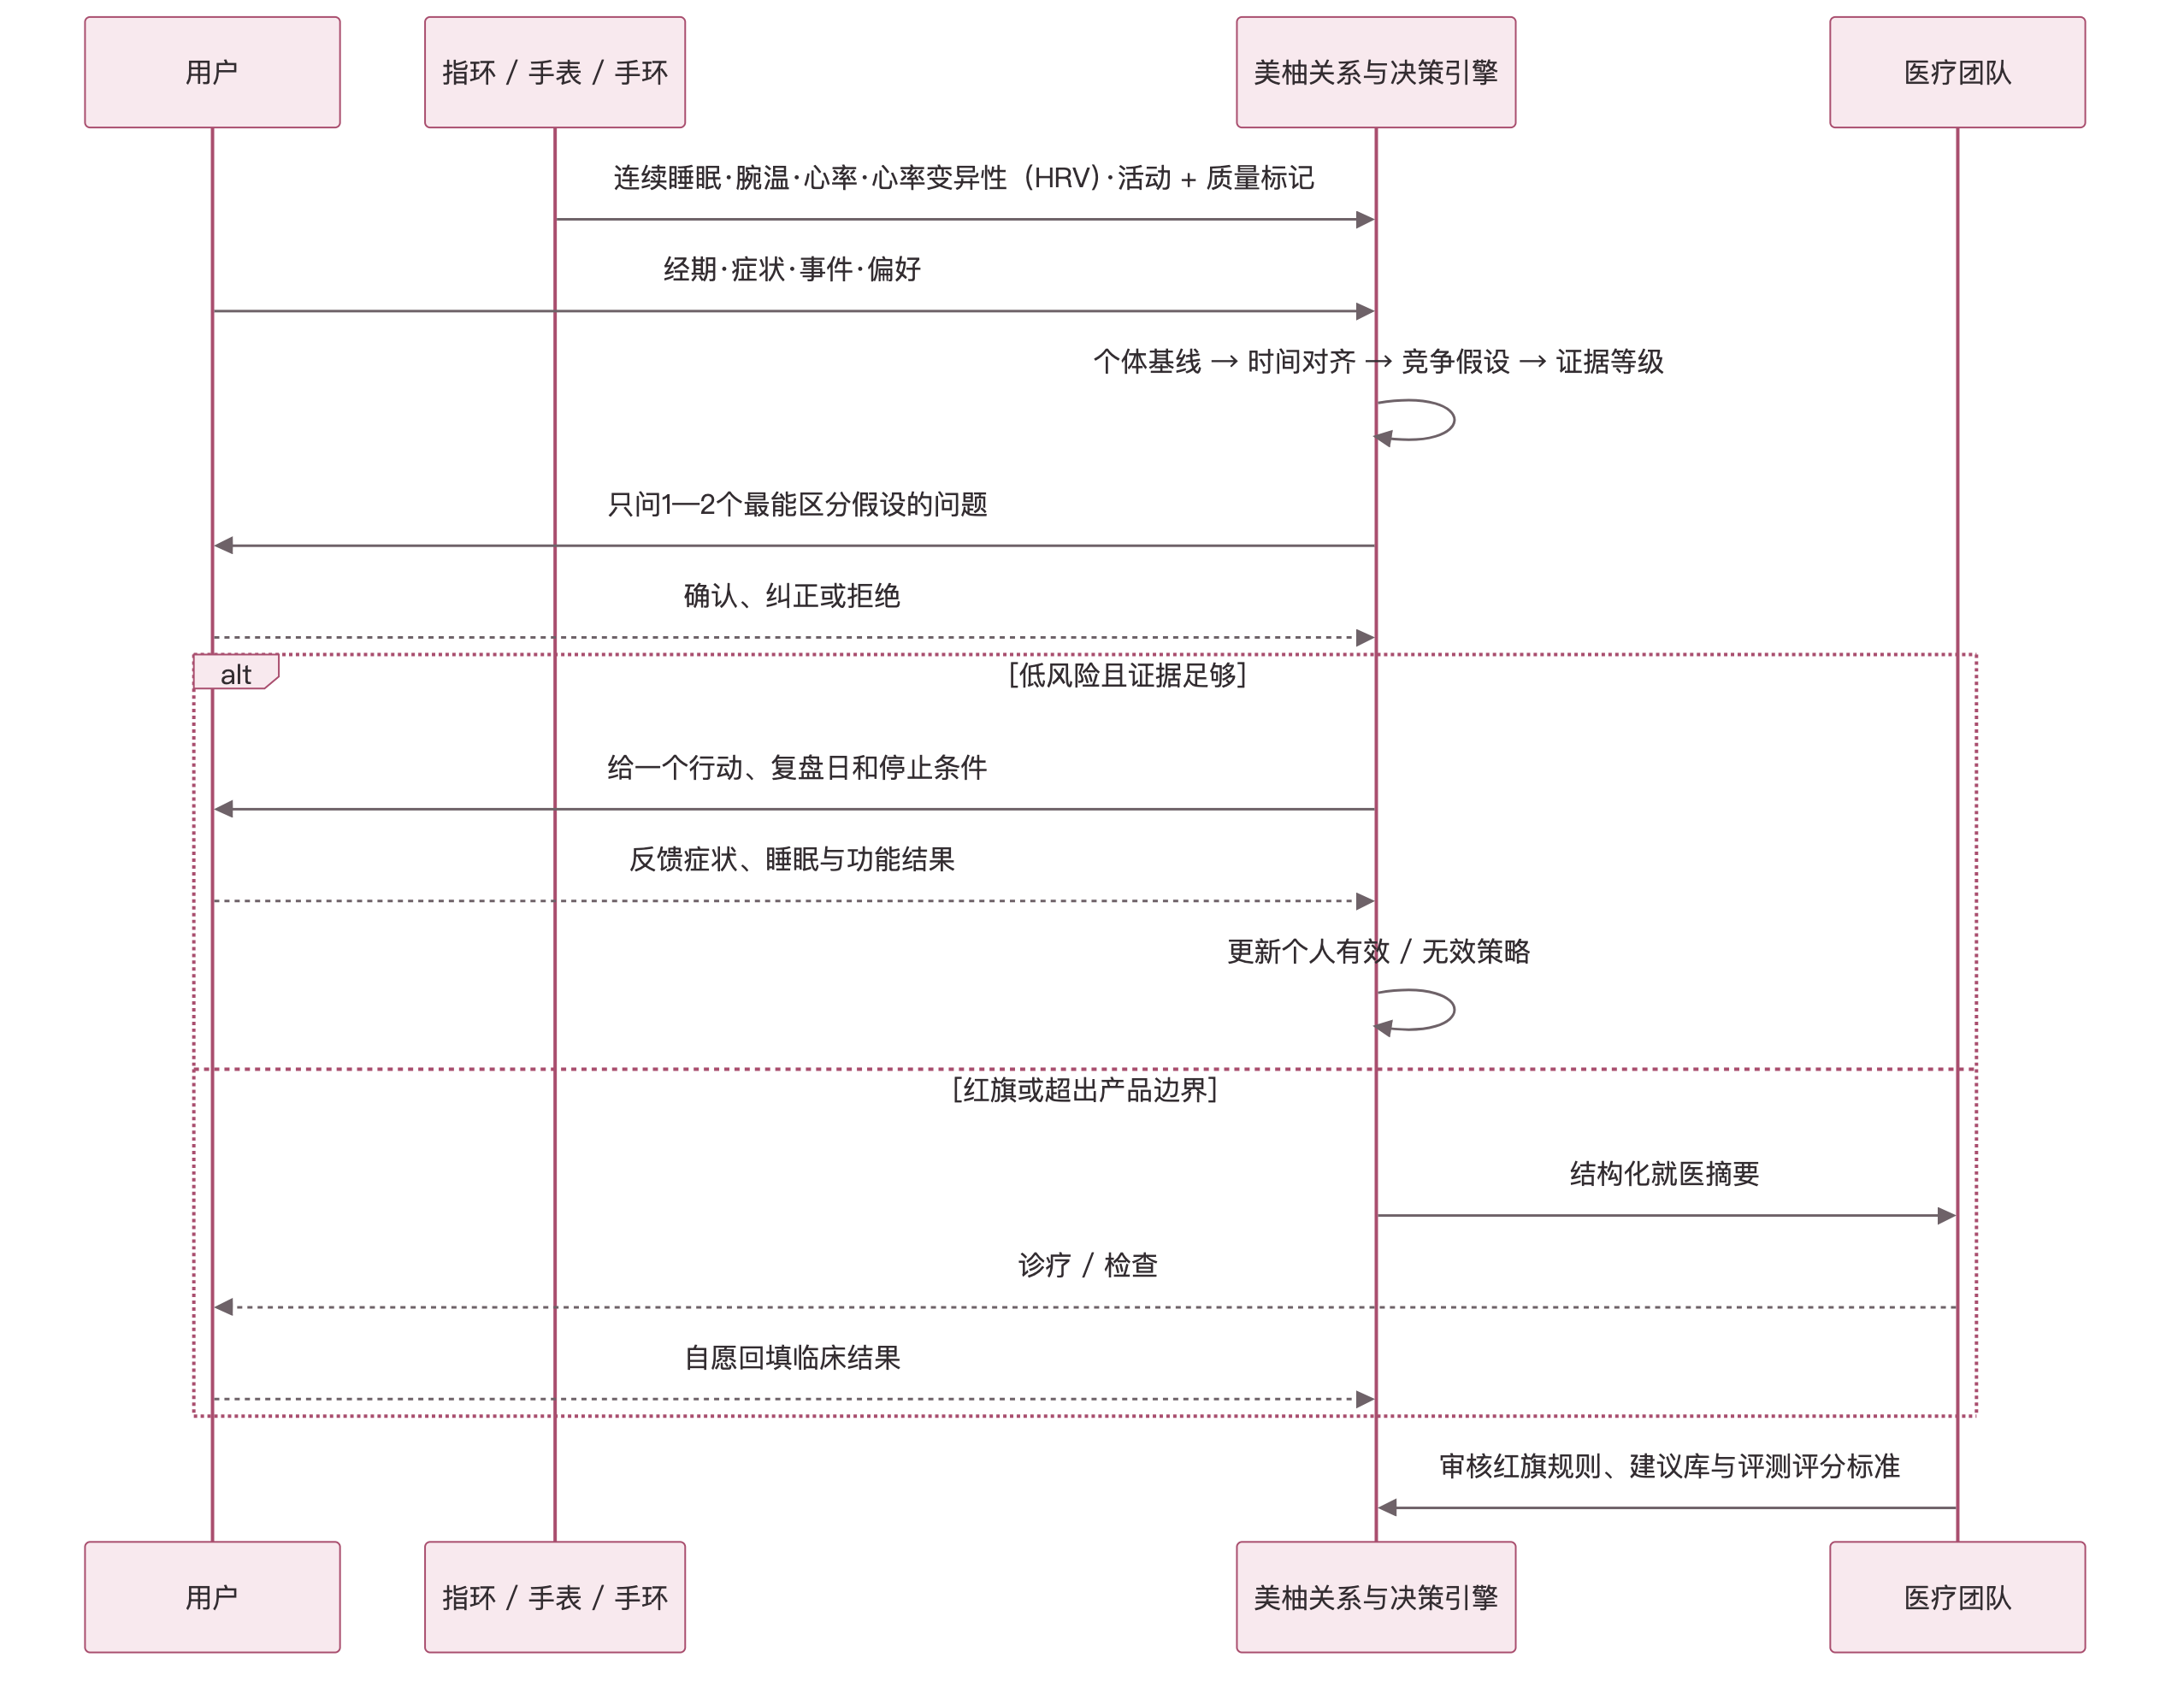 用户
指环 / 手表 / 手环
美柚关系与决策引擎
医疗团队
连续睡眠·腕温·心率·心率变异性（HRV)·活动 + 质量标记
经期·症状·事件·偏好
个体基线 → 时间对齐 → 竞争假设 → 证据等级
只问1—2个最能区分假设的问题
确认、纠正或拒绝
alt
[低风险且证据足够]
给一个行动、复盘日和停止条件
反馈症状、睡眠与功能结果
更新个人有效 / 无效策略
[红旗或超出产品边界]
结构化就医摘要
诊疗 / 检查
自愿回填临床结果
审核红旗规则、建议库与评测评分标准
用户
指环 / 手表 / 手环
美柚关系与决策引擎
医疗团队